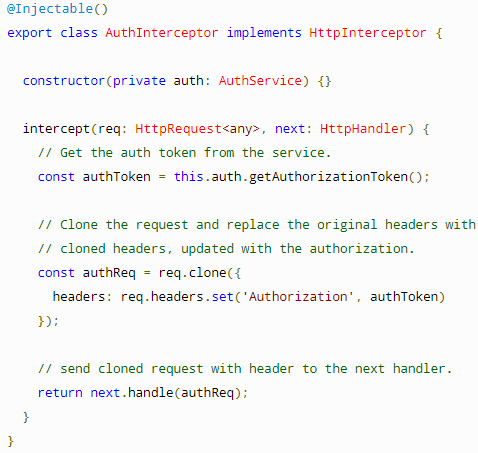 @Injectable()
export class AuthInterceptor implements HttpInterceptor {

  constructor(private auth: AuthService) {}

  intercept(req: HttpRequest<any>, next: HttpHandler) {
    // Get the auth token from the service.
    const authToken = this.auth.getAuthorizationToken();

    // Clone the request and replace the original headers with
    // cloned headers, updated with the authorization.
    const authReq = req.clone({
      headers: req.headers.set('Authorization', authToken)
    });

    // send cloned request with header to the next handler.
    return next.handle(authReq);
  }
}